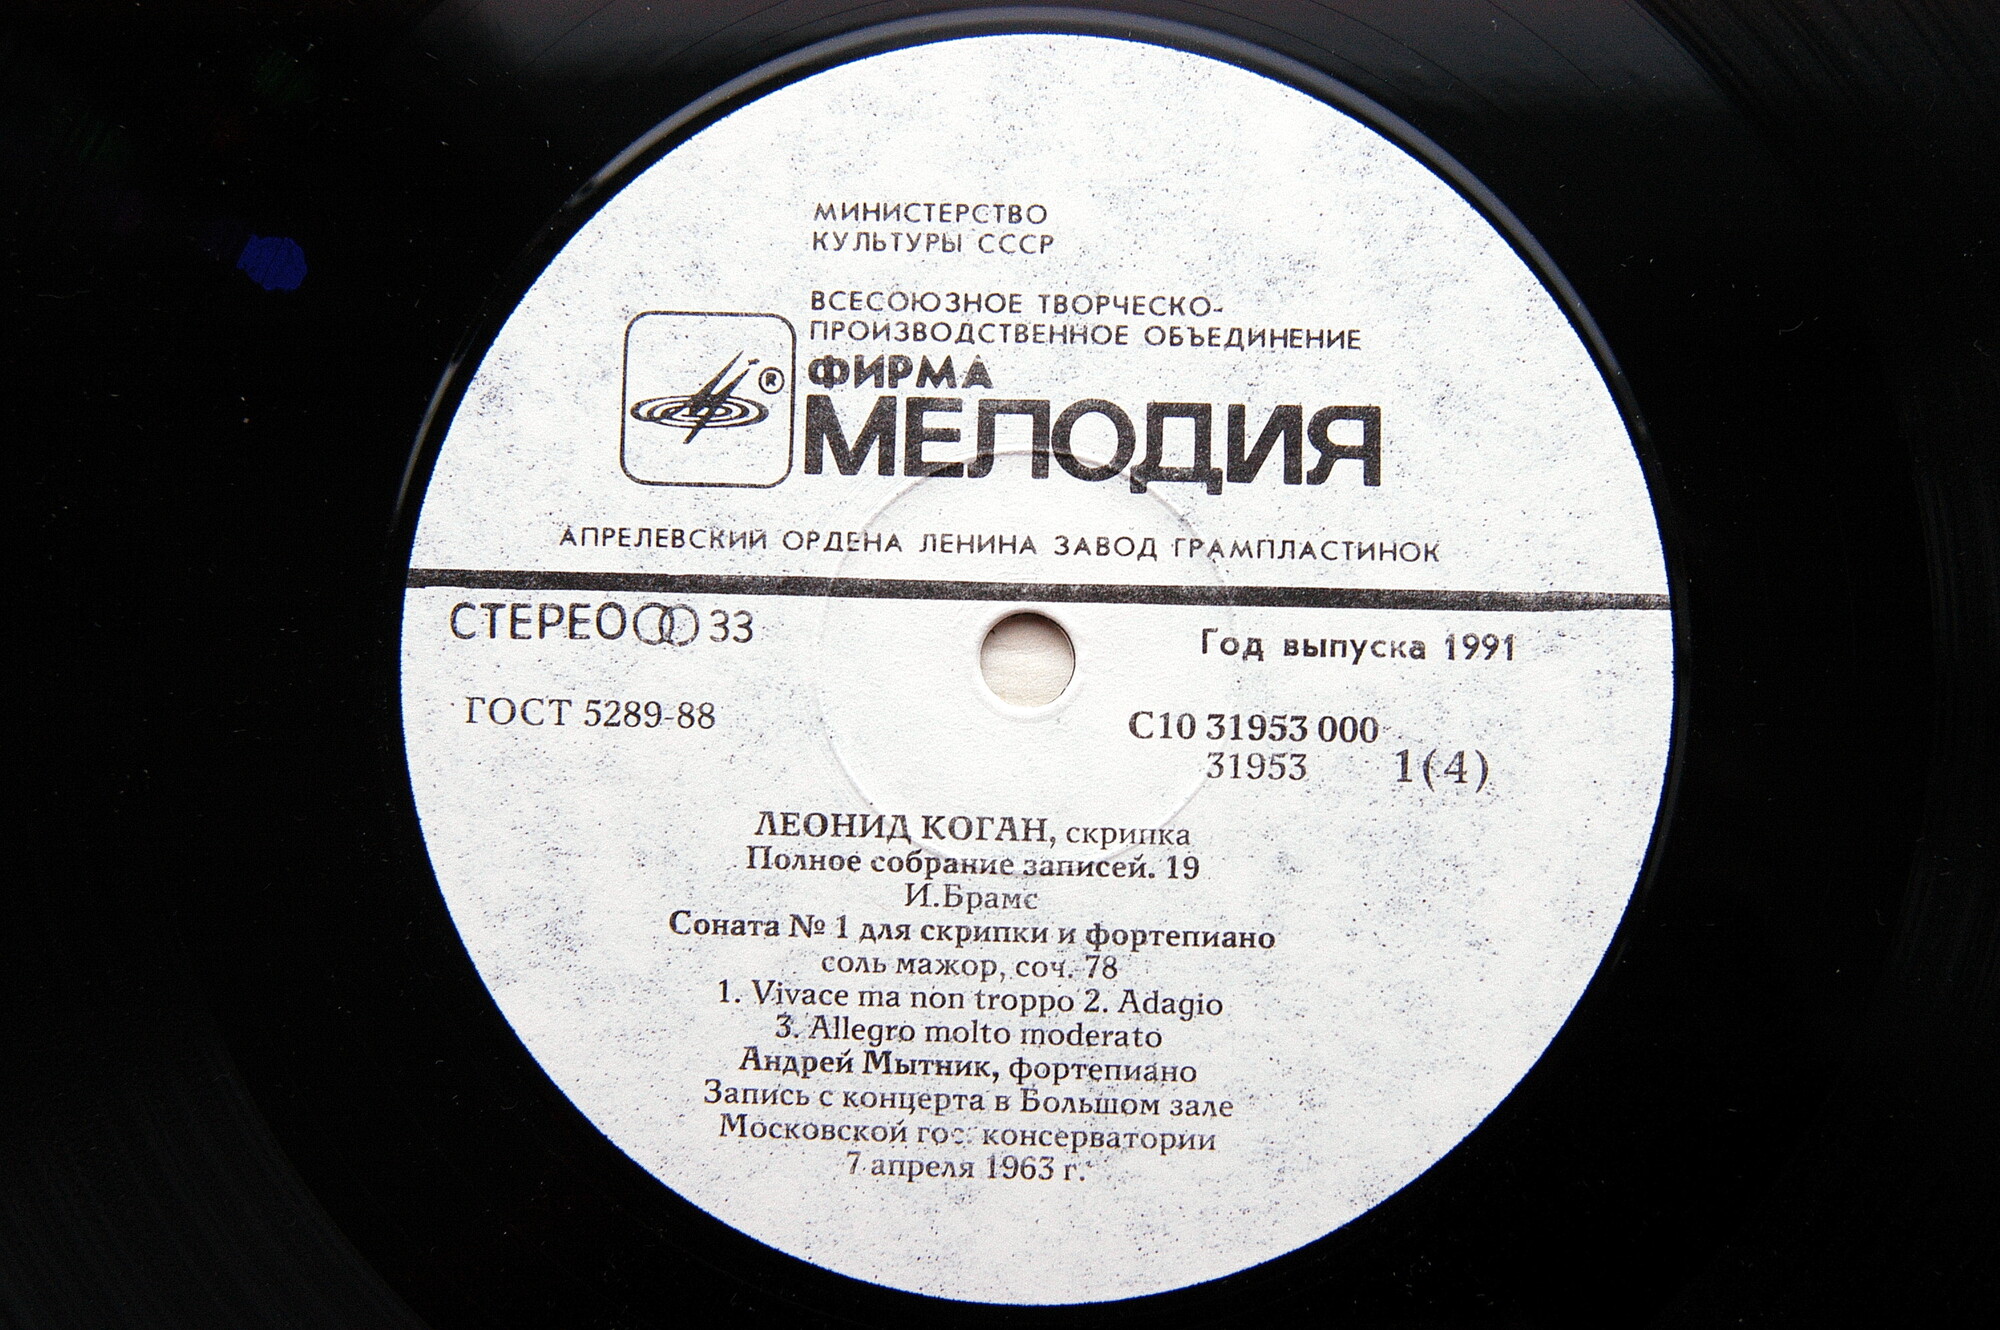 МИНИСТЕРСТВО
КУЛЬТУРЫ СССР
ВСЕСОЮЗНОЕ ТВОРЧЕСКО-
ПРОИЗВОДСТВЕННОЕ ОБЪЕДИНЕНИЕ
®
ФИРМА
МЕЛОДИЯ
АПРЕЛЕВСКИЙ ОРДЕНА ЛЕНИНА ЗАВОД ГРАМПЛАСТИНОК
СТЕРЕО 33
Год выпуска 1991
ГОСТ 5289-88
С10 31953 000
31953 1(4)
ЛЕОНИД КОГАН, скрипка
Полное собрание записей. 19
И.Брамс
Соната № 1 для скрипки и фортепиано
соль мажор, соч. 78
1. Vivace ma non troppo 2. Adagio
3. Allegro molto moderato
Андрей Мытник, фортепиано
Запись с концерта в Большом зале
Московской гос. консерватории
7 апреля 1963 г.